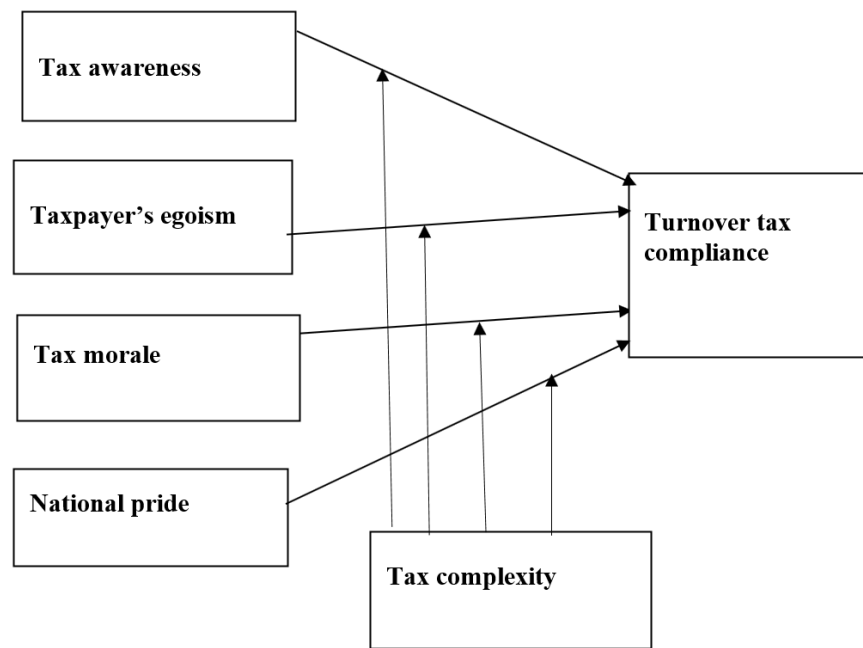 Tax awareness
Taxpayer’s egoism
Turnover tax
compliance
Tax morale
National pride
Tax complexity